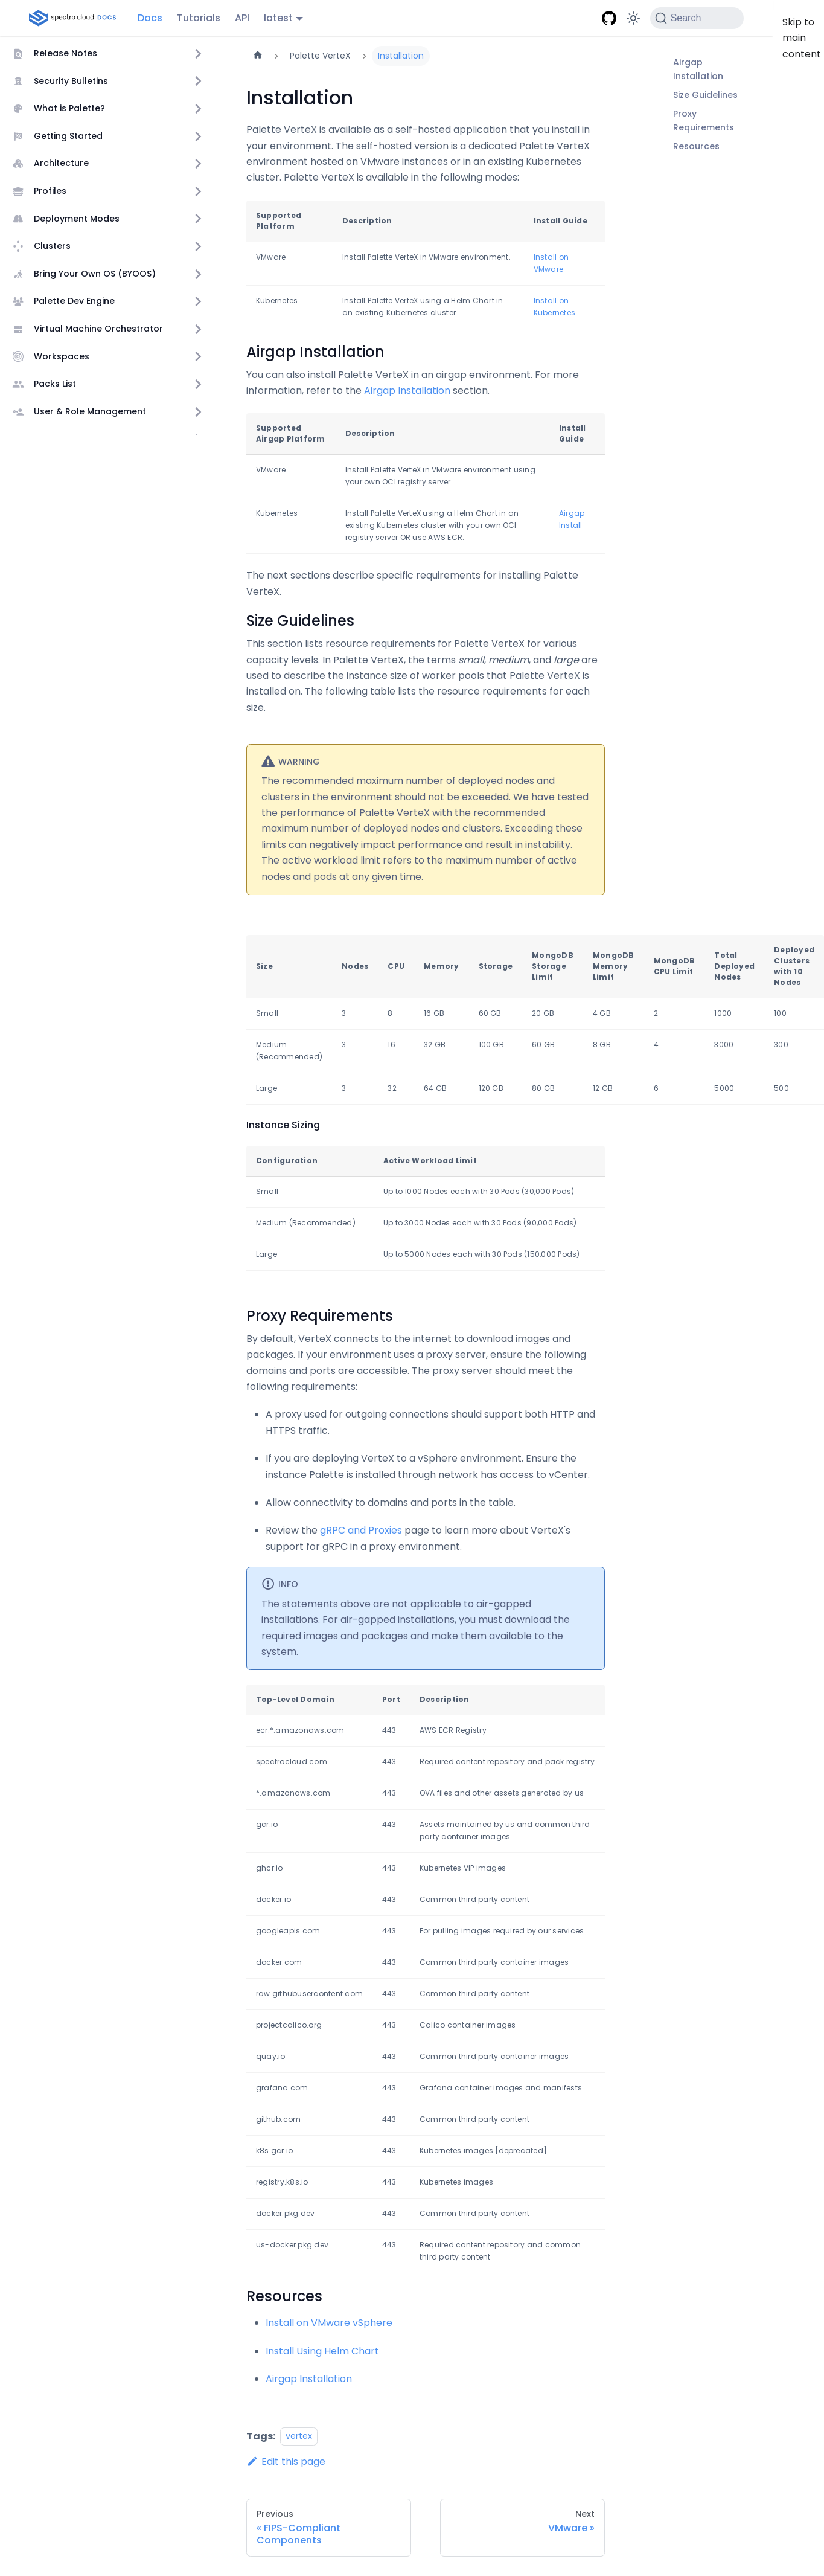 spectro cloud DOCS
Docs
Tutorials
API
latest
Search
Skip to
main
content
Release Notes
Security Bulletins
What is Palette?
Getting Started
Architecture
Profiles
Deployment Modes
Clusters
Bring Your Own OS (BYOOS)
Palette Dev Engine
Virtual Machine Orchestrator
Workspaces
Packs List
User & Role Management
Palette VerteX
Installation
Airgap
Installation
Size Guidelines
Proxy
Requirements
Resources
Installation
Palette VerteX is available as a self-hosted application that you install in
your environment. The self-hosted version is a dedicated Palette VerteX
environment hosted on VMware instances or in an existing Kubernetes
cluster. Palette VerteX is available in the following modes:
Supported Platform Description Install Guide
VMware Install Palette VerteX in VMware environment. Install on VMware
Kubernetes Install Palette VerteX using a Helm Chart in an existing Kubernetes cluster. Install on Kubernetes
Airgap Installation
You can also install Palette VerteX in an airgap environment. For more
information, refer to the Airgap Installation section.
Supported Airgap Platform Description Install Guide
VMware Install Palette VerteX in VMware environment using your own OCI registry server.
Kubernetes Install Palette VerteX using a Helm Chart in an existing Kubernetes cluster with your own OCI registry server OR use AWS ECR. Airgap Install
The next sections describe specific requirements for installing Palette
VerteX.
Size Guidelines
This section lists resource requirements for Palette VerteX for various
capacity levels. In Palette VerteX, the terms small, medium, and large are
used to describe the instance size of worker pools that Palette VerteX is
installed on. The following table lists the resource requirements for each
size.
WARNING
The recommended maximum number of deployed nodes and
clusters in the environment should not be exceeded. We have tested
the performance of Palette VerteX with the recommended
maximum number of deployed nodes and clusters. Exceeding these
limits can negatively impact performance and result in instability.
The active workload limit refers to the maximum number of active
nodes and pods at any given time.
Size Nodes CPU Memory Storage MongoDB Storage Limit MongoDB Memory Limit MongoDB CPU Limit Total Deployed Nodes Deployed Clusters with 10 Nodes
Small 3 8 16 GB 60 GB 20 GB 4 GB 2 1000 100
Medium (Recommended) 3 16 32 GB 100 GB 60 GB 8 GB 4 3000 300
Large 3 32 64 GB 120 GB 80 GB 12 GB 6 5000 500
Instance Sizing
Configuration Active Workload Limit
Small Up to 1000 Nodes each with 30 Pods (30,000 Pods)
Medium (Recommended) Up to 3000 Nodes each with 30 Pods (90,000 Pods)
Large Up to 5000 Nodes each with 30 Pods (150,000 Pods)
Proxy Requirements
By default, VerteX connects to the internet to download images and
packages. If your environment uses a proxy server, ensure the following
domains and ports are accessible. The proxy server should meet the
following requirements:
A proxy used for outgoing connections should support both HTTP and
HTTPS traffic.
If you are deploying VerteX to a vSphere environment. Ensure the
instance Palette is installed through network has access to vCenter.
Allow connectivity to domains and ports in the table.
Review the gRPC and Proxies page to learn more about VerteX's
support for gRPC in a proxy environment.
INFO
The statements above are not applicable to air-gapped
installations. For air-gapped installations, you must download the
required images and packages and make them available to the
system.
Top-Level Domain Port Description
ecr.*.amazonaws.com 443 AWS ECR Registry
spectrocloud.com 443 Required content repository and pack registry
*.amazonaws.com 443 OVA files and other assets generated by us
gcr.io 443 Assets maintained by us and common third party container images
ghcr.io 443 Kubernetes VIP images
docker.io 443 Common third party content
googleapis.com 443 For pulling images required by our services
docker.com 443 Common third party container images
raw.githubusercontent.com 443 Common third party content
projectcalico.org 443 Calico container images
quay.io 443 Common third party container images
grafana.com 443 Grafana container images and manifests
github.com 443 Common third party content
k8s.gcr.io 443 Kubernetes images [deprecated]
registry.k8s.io 443 Kubernetes images
docker.pkg.dev 443 Common third party content
us-docker.pkg.dev 443 Required content repository and common third party content
Resources
Install on VMware vSphere
Install Using Helm Chart
Airgap Installation
Tags: vertex
Edit this page
Previous
« FIPS-Compliant
Components
Next
VMware »